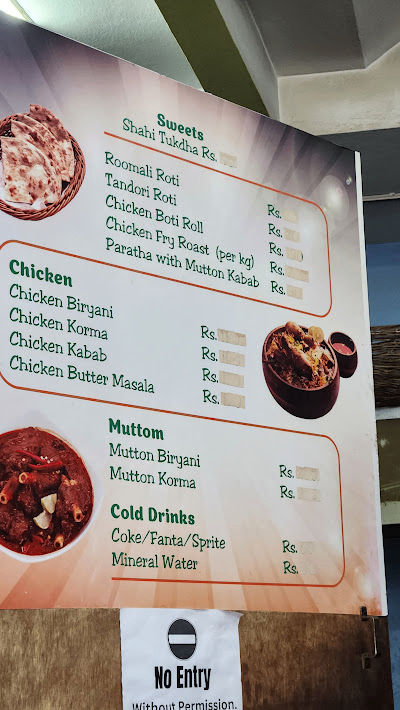 Sweets
Shahi Tukdha Rs.
Roomali Roti Rs.
Tandori Roti Rs.
Chicken Boti Roll Rs.
Chicken Fry Roast (per kg) Rs.
Paratha with Mutton Kabab Rs.
Chicken
Chicken Biryani Rs.
Chicken Korma Rs.
Chicken Kabab Rs.
Chicken Butter Masala Rs.
Muttom
Mutton Biryani Rs.
Mutton Korma Rs.
Cold Drinks
Coke/Fanta/Sprite Rs.
Mineral Water Rs.
No Entry
Without Permission.